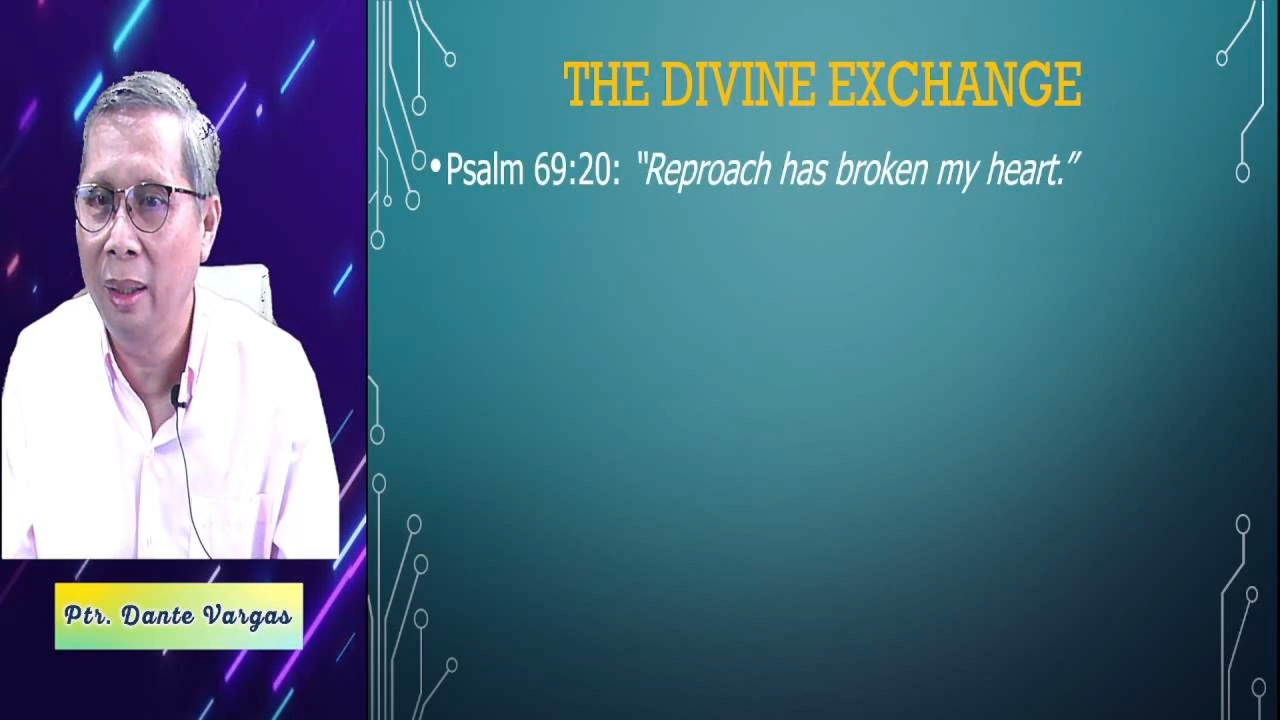 THE DIVINE EXCHANGE
•Psalm 69:20: “Reproach has broken my heart.”
Ptr. Dante Vargas